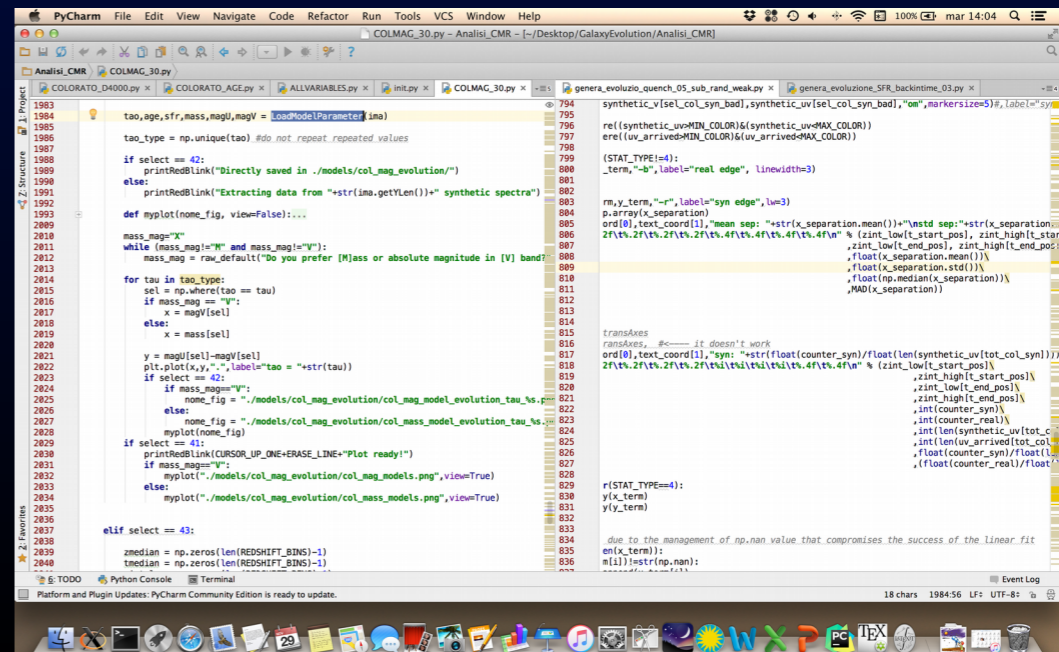 PyCharm File Edit View Navigate Code Refactor Run Tools VCS Window Help 100% mar 14:04
COLMAG_30.py - Analisi_CMR - [~/Desktop/GalaxyEvolution/Analisi_CMR]
Analisi_CMR COLMAG_30.py
COLORATO_D4000.py COLORATO_AGE.py ALLVARIABLES.py init.py COLMAG_30.py genera_evoluzio_quench_05_sub_rand_weak.py genera_evoluzione_SFR_backintime_03.py
1: Project
Z: Structure
2: Favorites
1983
1984 tao,age,sfr,mass,magU,magV = LoadModelParameter(ima)
1985
1986 tao_type = np.unique(tao) #do not repeat repeated values
1987
1988 if select == 42:
1989 printRedBlink("Directly saved in ./models/col_mag_evolution/")
1990 else:
1991 printRedBlink("Extracting data from "+str(ima.getYLen())+" synthetic spectra")
1992
1993 def myplot(nome_fig, view=False):...
2009
2010 mass_mag="X"
2011 while (mass_mag!="M" and mass_mag!="V"):
2012 mass_mag = raw_default("Do you prefer [M]ass or absolute magnitude in [V] band?
2013
2014 for tau in tao_type:
2015 sel = np.where(tao == tau)
2016 if mass_mag == "V":
2017 x = magV[sel]
2018 else:
2019 x = mass[sel]
2020
2021 y = magU[sel]-magV[sel]
2022 plt.plot(x,y,".",label="tao = "+str(tau))
2023 if select == 42:
2024 if mass_mag=="V":
2025 nome_fig = "./models/col_mag_evolution/col_mag_model_evolution_tau_%s.p
2026 else:
2027 nome_fig = "./models/col_mag_evolution/col_mass_model_evolution_tau_%s.
2028 myplot(nome_fig)
2029 if select == 41:
2030 printRedBlink(CURSOR_UP_ONE+ERASE_LINE+"Plot ready!")
2031 if mass_mag=="V":
2032 myplot("./models/col_mag_evolution/col_mag_models.png",view=True)
2033 else:
2034 myplot("./models/col_mag_evolution/col_mass_models.png",view=True)
2035
2036
2037 elif select == 43:
2038
2039 zmedian = np.zeros(len(REDSHIFT_BINS)-1)
2040 tmedian = np.zeros(len(REDSHIFT_BINS)-1)
794 synthetic_v[sel_col_syn_bad],synthetic_uv[sel_col_syn_bad],"om",markersize=5)#,label="syn
795
796 re((synthetic_uv>MIN_COLOR)&(synthetic_uv<MAX_COLOR))
797 ere((uv_arrived>MIN_COLOR)&(uv_arrived<MAX_COLOR))
798
799 (STAT_TYPE!=4):
800 _term,"-b",label="real edge", linewidth=3)
801
802
803 rm,y_term,"-r",label="syn edge",lw=3)
804 p.array(x_separation)
805 ord[0],text_coord[1],"mean sep: "+str(x_separation.mean())+"\nstd sep:"+str(x_separation.
806 2f\t%.2f\t%.2f\t%.2f\t%.4f\t%.4f\t%.4f\t%.4f\n" % (zint_low[t_start_pos], zint_high[t_star
807 ,zint_low[t_end_pos], zint_high[t_end_pos
808 ,float(x_separation.mean())\
809 ,float(x_separation.std())\
810 ,float(np.median(x_separation))\
811 ,MAD(x_separation))
812
813
814
815 transAxes
816 ransAxes, #<---- it doesn't work
817 ord[0],text_coord[1],"syn: "+str(float(counter_syn)/float(len(synthetic_uv[tot_col_syn])))
818 2f\t%.2f\t%.2f\t%.2f\t%i\t%i\t%i\t%i\t%.4f\t%.4f\n" % (zint_low[t_start_pos]\
819 ,zint_high[t_start_pos]\
820 ,zint_low[t_end_pos]\
821 ,zint_high[t_end_pos]\
822 ,int(counter_syn)\
823 ,int(counter_real)\
824 ,int(len(synthetic_uv[tot_c
825 ,int(len(uv_arrived[tot_col
826 ,float(counter_syn)/float(l
827 ,(float(counter_real)/float
828
829 r(STAT_TYPE==4):
830 y(x_term)
831 y(y_term)
832
833
834 due to the management of np.nan value that compromises the success of the linear fit
835 en(x_term)):
836 m[i])!=str(np.nan):
6: TODO Python Console Terminal Event Log
Platform and Plugin Updates: PyCharm Community Edition is ready to update. 18 chars 1984:56 LF÷ UTF-8÷
29 W X P PC TEX